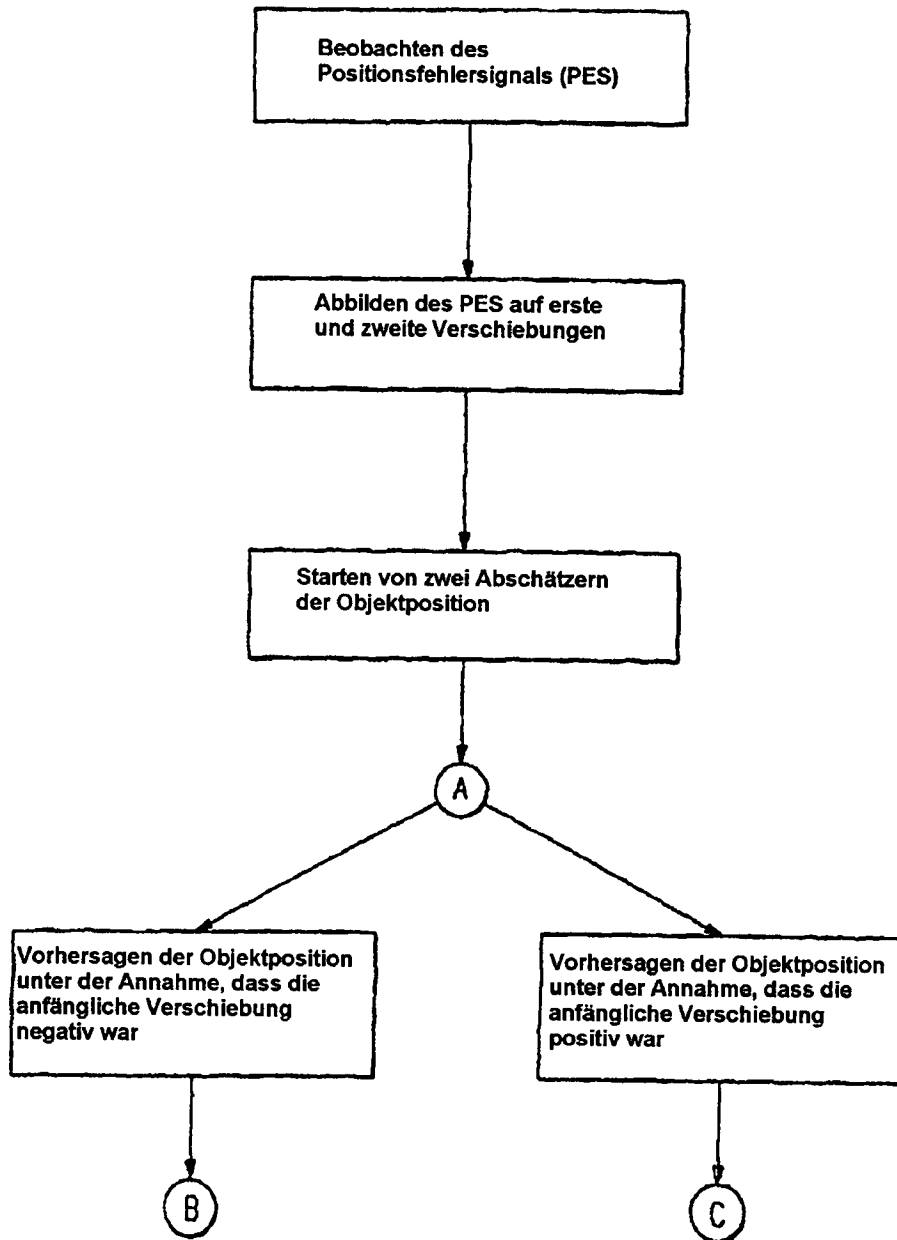 Beobachten des
Positionsfehlersignals (PES)
Abbilden des PES auf erste
und zweite Verschiebungen
Starten von zwei Abschätzern
der Objektposition
A
Vorhersagen der Objektposition
unter der Annahme, dass die
anfängliche Verschiebung
negativ war
Vorhersagen der Objektposition
unter der Annahme, dass die
anfängliche Verschiebung
positiv war
B
C